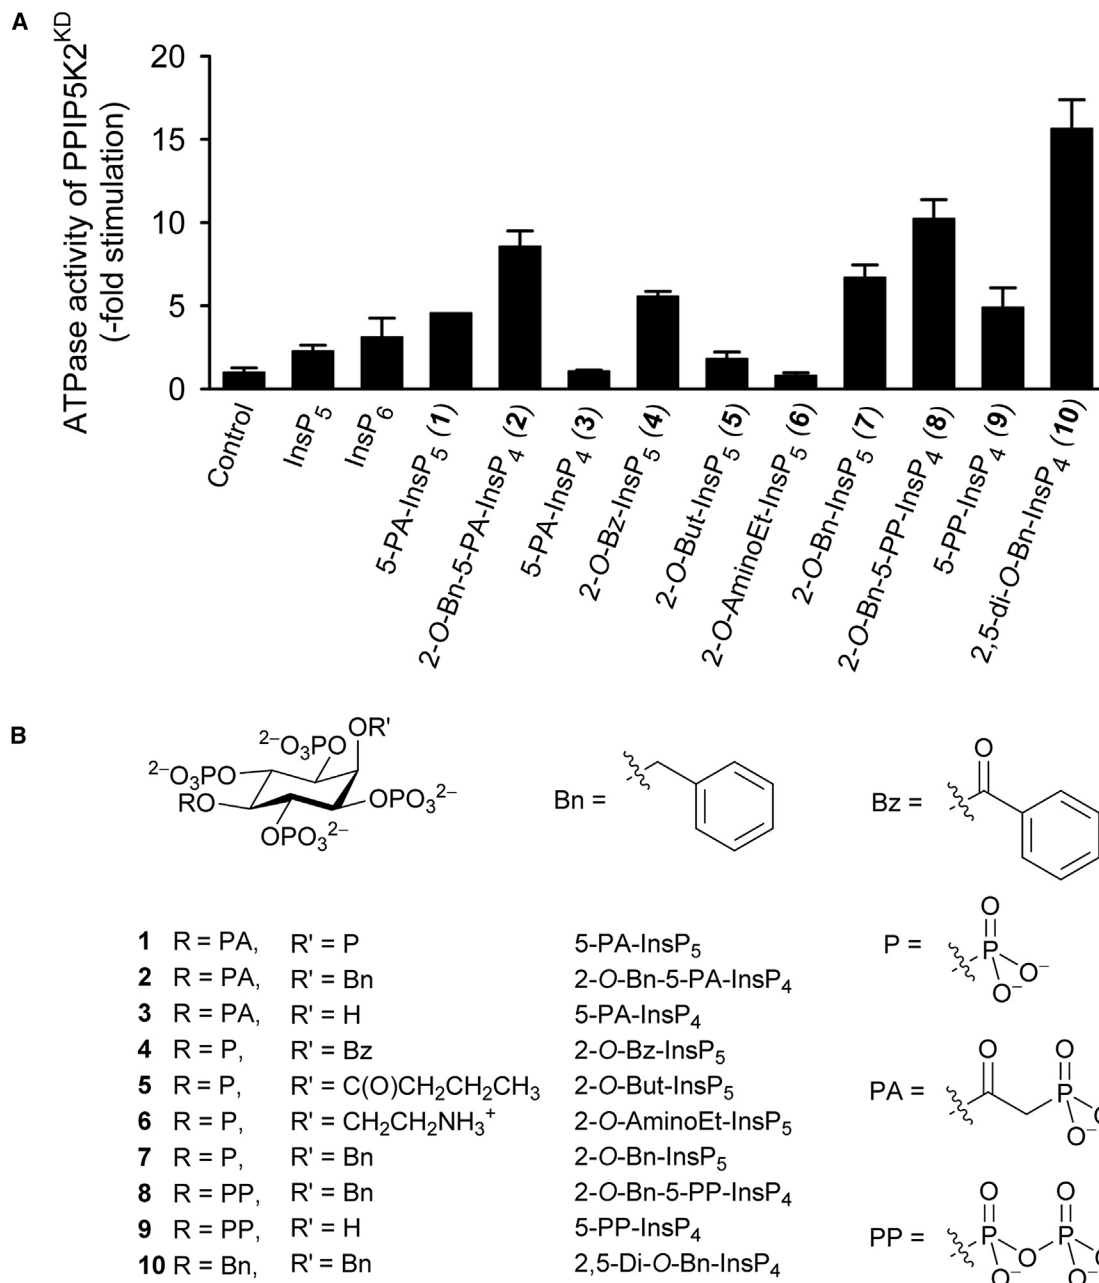 A
ATPase activity of PPIP5K2ᴷᴰ
(-fold stimulation)
20
15
10
5
0
Control
InsP₅
InsP₆
5-PA-InsP₅ (1)
2-O-Bn-5-PA-InsP₄ (2)
5-PA-InsP₄ (3)
2-O-Bz-InsP₅ (4)
2-O-But-InsP₅ (5)
2-O-AminoEt-InsP₅ (6)
2-O-Bn-InsP₅ (7)
2-O-Bn-5-PP-InsP₄ (8)
5-PP-InsP₄ (9)
2,5-di-O-Bn-InsP₄ (10)
B
OR'
²⁻O₃PO
²⁻O₃PO
RO
OPO₃²⁻
OPO₃²⁻
Bn =
Bz =
O
1 R = PA, R' = P 5-PA-InsP₅
2 R = PA, R' = Bn 2-O-Bn-5-PA-InsP₄
3 R = PA, R' = H 5-PA-InsP₄
4 R = P, R' = Bz 2-O-Bz-InsP₅
5 R = P, R' = C(O)CH₂CH₂CH₃ 2-O-But-InsP₅
6 R = P, R' = CH₂CH₂NH₃⁺ 2-O-AminoEt-InsP₅
7 R = P, R' = Bn 2-O-Bn-InsP₅
8 R = PP, R' = Bn 2-O-Bn-5-PP-InsP₄
9 R = PP, R' = H 5-PP-InsP₄
10 R = Bn, R' = Bn 2,5-Di-O-Bn-InsP₄
P =
O
P
O⁻
O⁻
PA =
O
O
P
O⁻
PP =
O
O
P
O
P
O⁻
O⁻